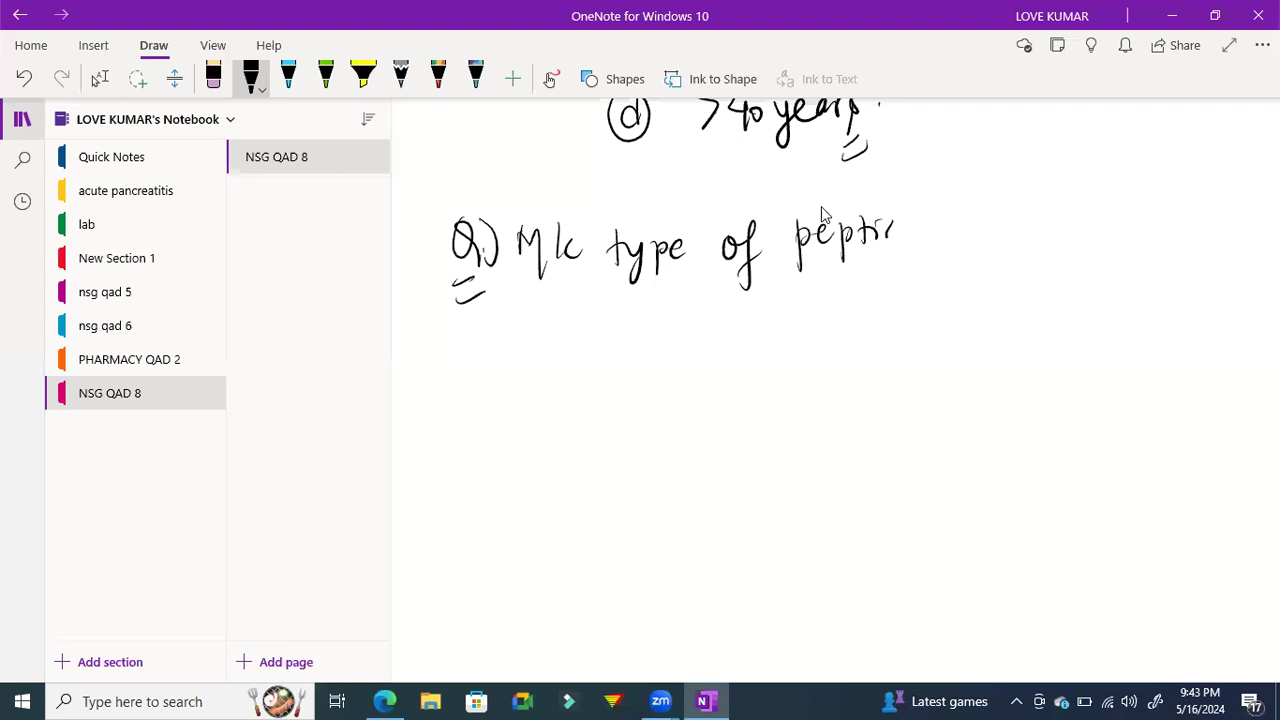 OneNote for Windows 10
LOVE KUMAR
Home Insert Draw View Help
Share
Shapes
Ink to Shape
Ink to Text
LOVE KUMAR's Notebook
Quick Notes
acute pancreatitis
lab
New Section 1
nsg qad 5
nsg qad 6
PHARMACY QAD 2
NSG QAD 8
Add section
NSG QAD 8
Add page
(d) >40 years.
Q) Mk type of peptic
Type here to search
zm
N
Latest games
9:43 PM
5/16/2024
17